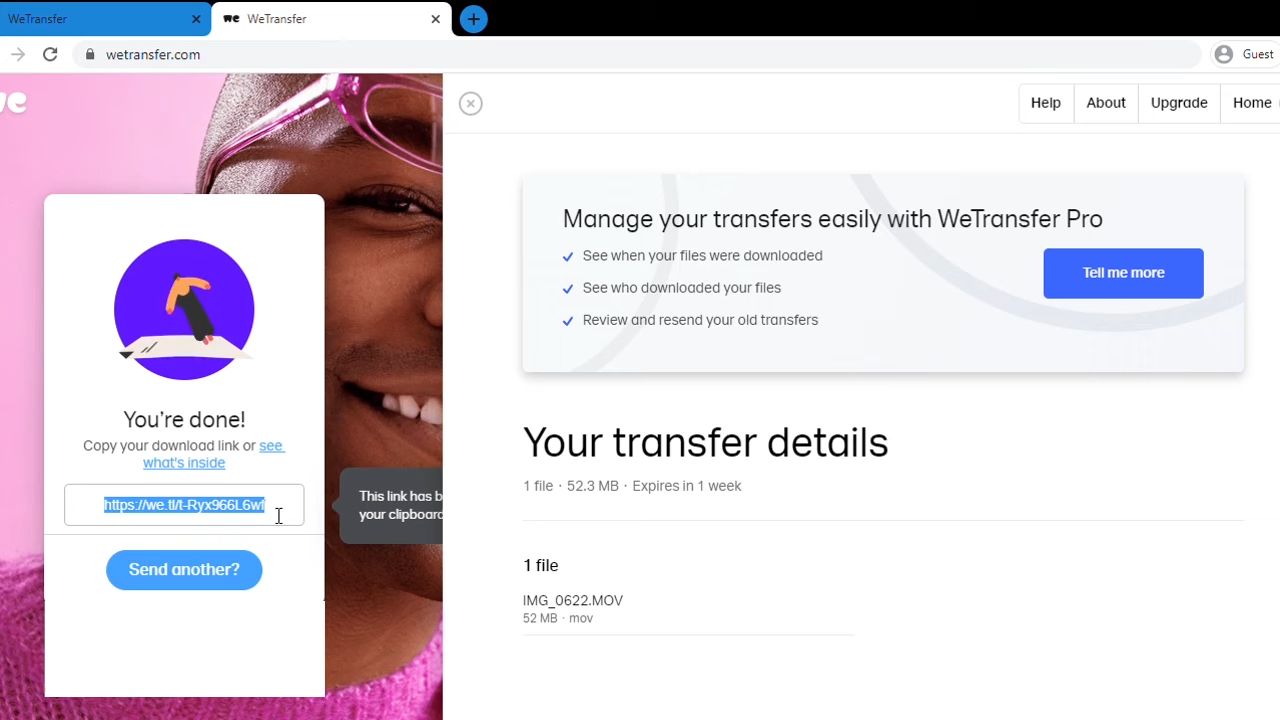 WeTransfer
WeTransfer
wetransfer.com
Guest
Help
About
Upgrade
Home
Manage your transfers easily with WeTransfer Pro
See when your files were downloaded
See who downloaded your files
Review and resend your old transfers
Tell me more
You're done!
Copy your download link or see
what's inside
https://we.tl/t-Ryx966L6wf
This link has b
your clipboard
Send another?
Your transfer details
1 file · 52.3 MB · Expires in 1 week
1 file
IMG_0622.MOV
52 MB · mov